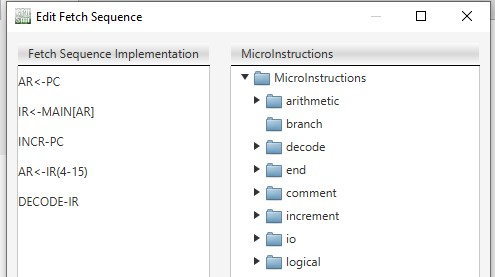 Edit Fetch Sequence
Fetch Sequence Implementation
AR<-PC
IR<-MAIN[AR]
INCR-PC
AR<-IR(4-15)
DECODE-IR
MicroInstructions
MicroInstructions
arithmetic
branch
decode
end
comment
increment
io
logical